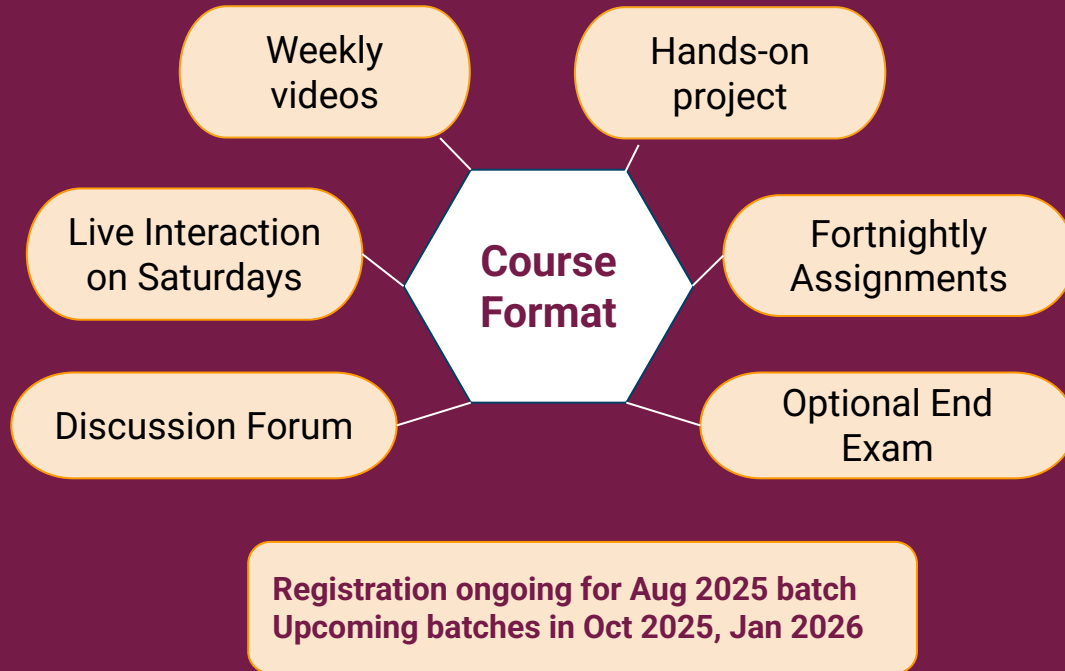 Weekly
videos
Hands-on
project
Live Interaction
on Saturdays
Course
Format
Fortnightly
Assignments
Discussion Forum
Optional End
Exam
Registration ongoing for Aug 2025 batch
Upcoming batches in Oct 2025, Jan 2026